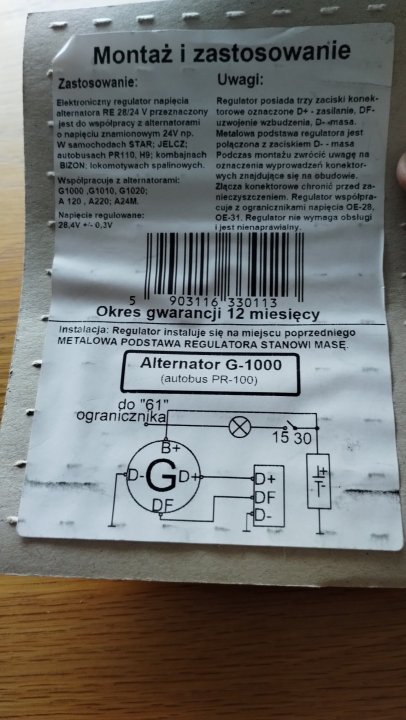 Montaż i zastosowanie
Zastosowanie:
Elektroniczny regulator napięcia
alternatora RE 28/24 V przeznaczony
jest do współpracy z alternatorami
o napięciu znamionowym 24V np.
W samochodach STAR; JELCZ;
autobusach PR110, H9; kombajnach
BIZON; lokomotywach spalinowych.
Współpracuje z alternatorami:
G1000 ,G1010, G1020;
A 120 , A220; A24M.
Napięcie regulowane:
28,4V +/- 0,3V
Uwagi:
Regulator posiada trzy zaciski konek-
torowe oznaczone D+ - zasilanie, DF-
uzwojenie wzbudzenia, D- -masa.
Metalowa podstawa regulatora jest
połączona z zaciskiem D- - masa
Podczas montażu zwrócić uwagę na
oznaczenia wyprowadzeń konektor-
wych znajdujące się na obudowie.
Złącza konektorowe chronić przed za-
nieczyszczeniem. Regulator współpra-
cuje z ogranicznikami napięcia OE-28,
OE-31. Regulator nie wymaga obsługi
i jest nienaprawialny.
5 903116 330113
Okres gwarancji 12 miesięcy
Instalacja: Regulator instaluje się na miejscu poprzedniego
METALOWA PODSTAWA REGULATORA STANOWI MASĘ.
Alternator G-1000
(autobus PR-100)
do "61"
ogranicznika
15 30
B+
D- G D+
DF
D+
DF
D-
+
-